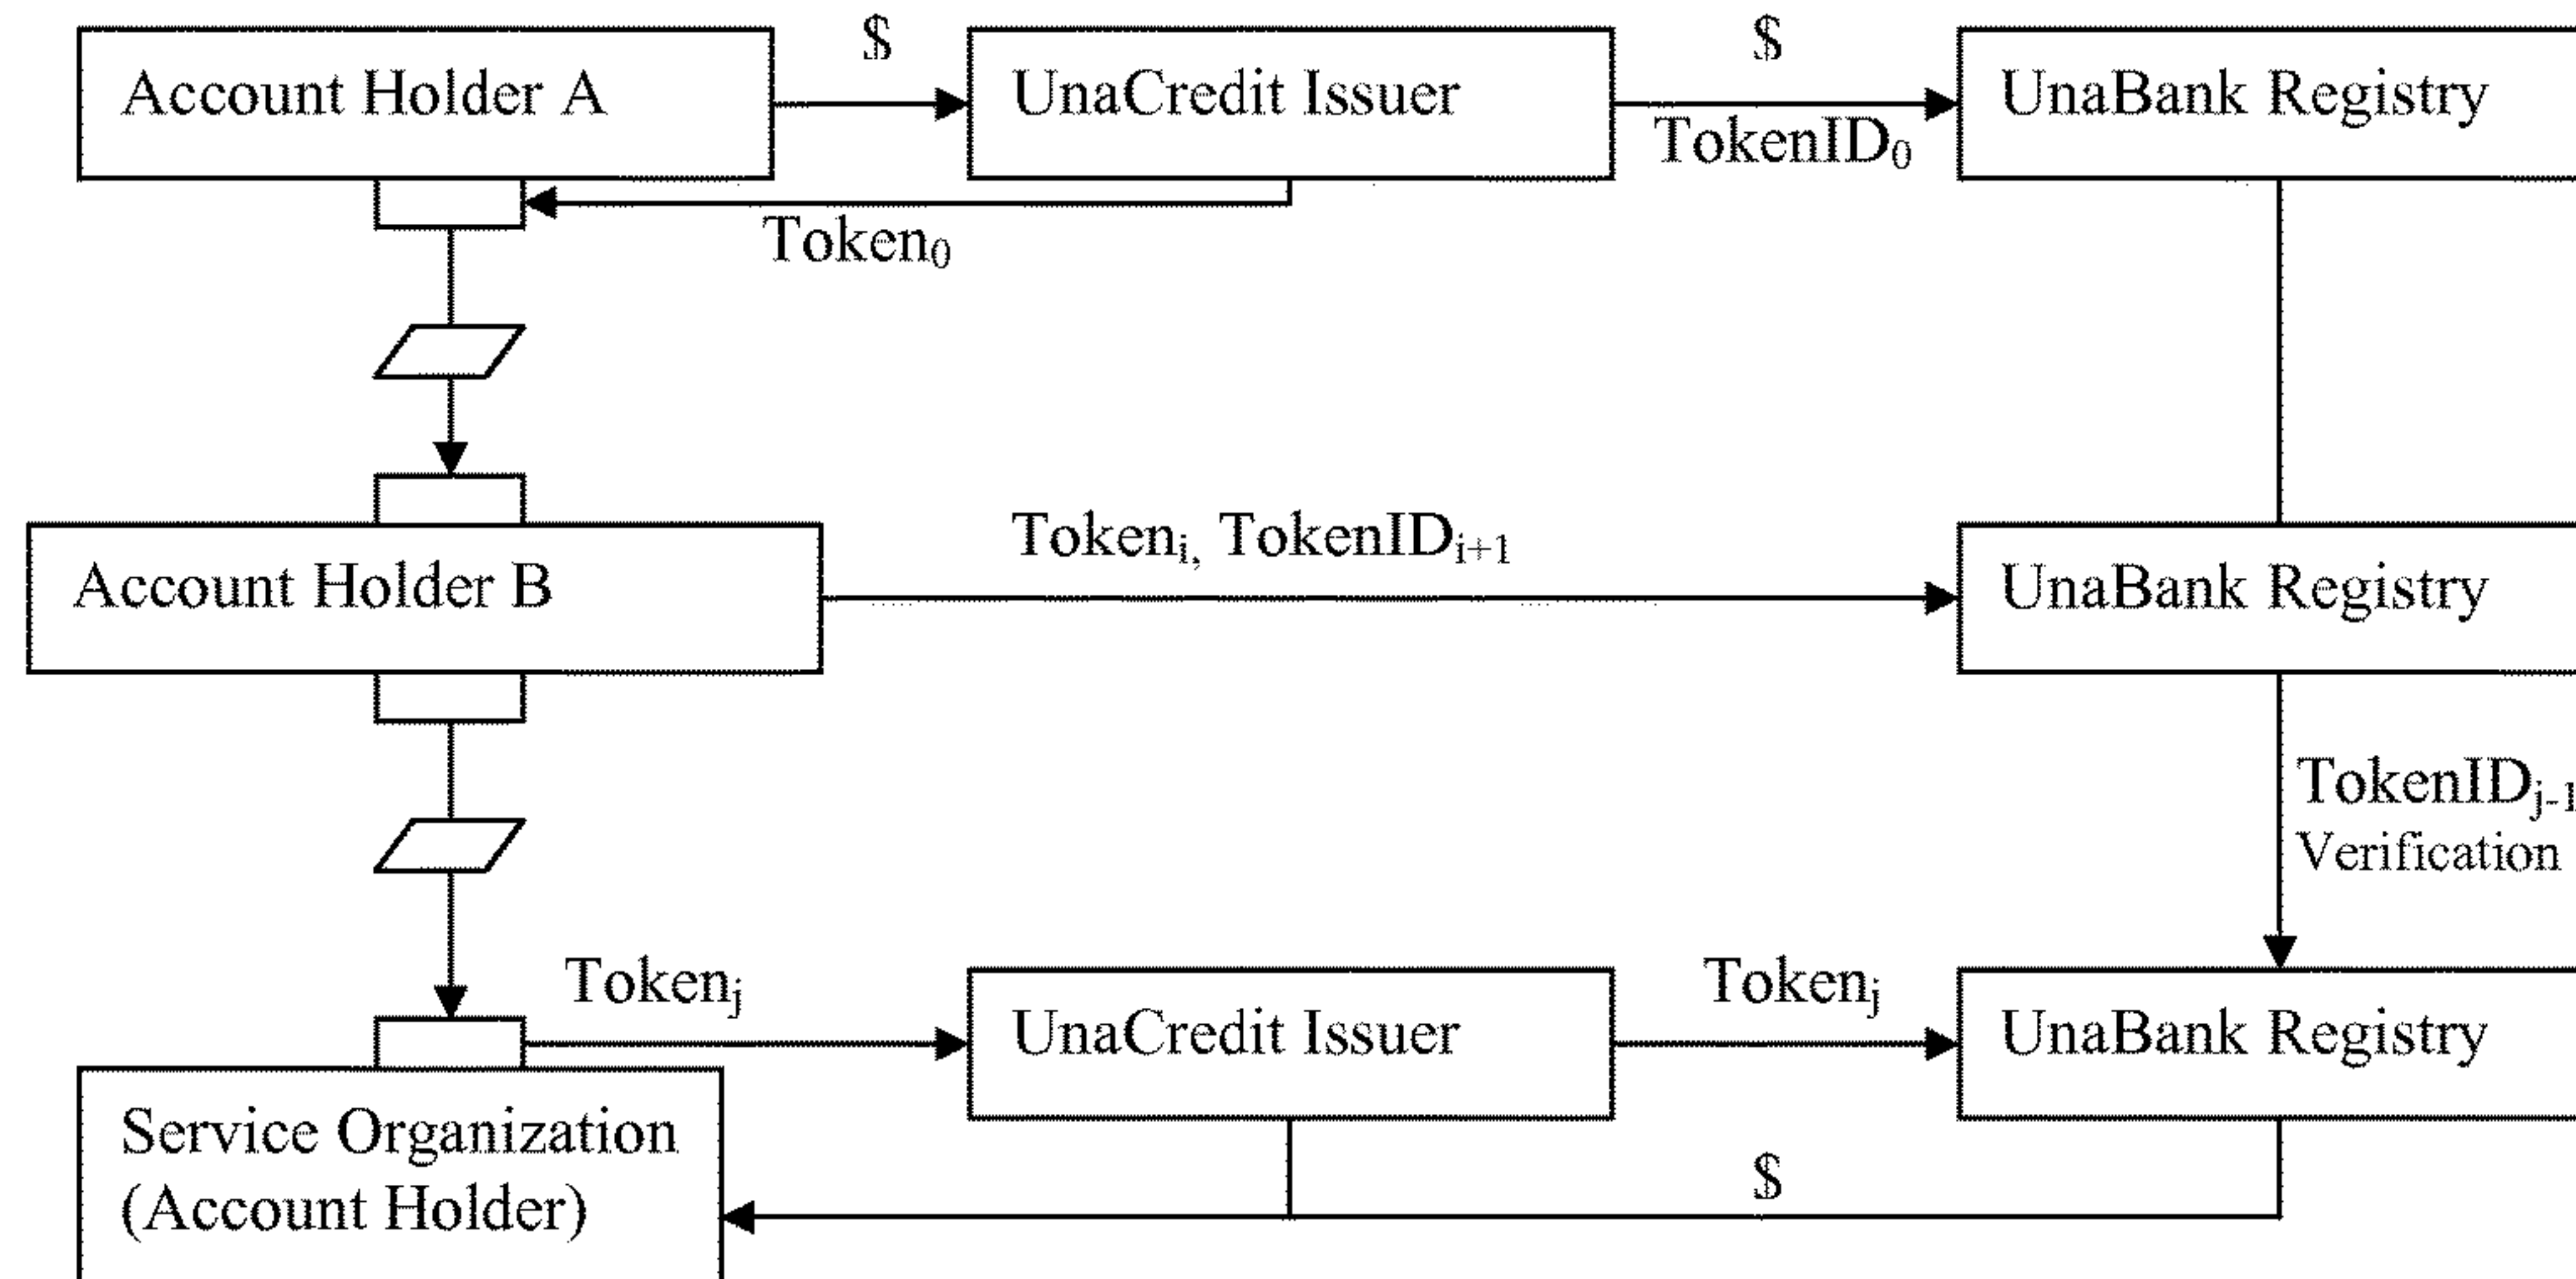 $
$
Account Holder A
UnaCredit Issuer
UnaBank Registry
TokenID₀
Token₀
Tokenᵢ, TokenIDᵢ₊₁
Account Holder B
UnaBank Registry
TokenIDⱼ₋₁
Verification
Tokenⱼ
Tokenⱼ
UnaCredit Issuer
UnaBank Registry
Service Organization
(Account Holder)
$